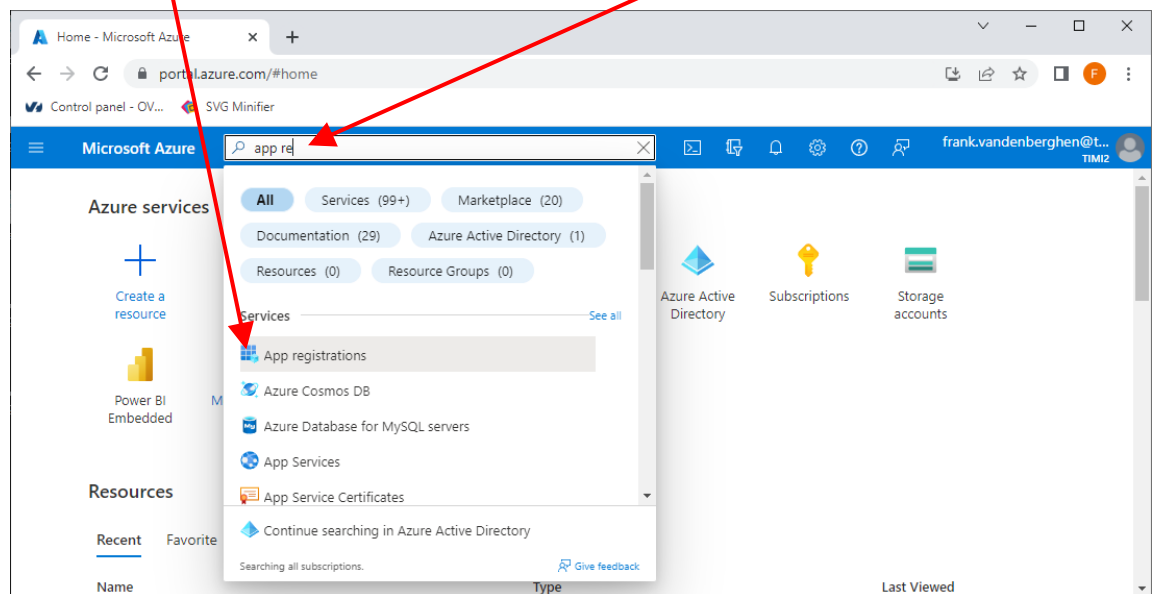 Home - Microsoft Azure
portal.azure.com/#home
F
Control panel - OV...
SVG Minifier
Microsoft Azure
app re
frank.vandenberghen@t...
TIMI2
Azure services
All
Services (99+)
Marketplace (20)
Documentation (29)
Azure Active Directory (1)
Resources (0)
Resource Groups (0)
Create a
resource
Azure Active
Directory
Subscriptions
Storage
accounts
Services
See all
App registrations
Azure Cosmos DB
My
Azure Database for MySQL servers
App Services
App Service Certificates
Power BI
Embedded
M
Resources
Recent
Favorite
Continue searching in Azure Active Directory
Searching all subscriptions.
Give feedback
Name
Type
Last Viewed